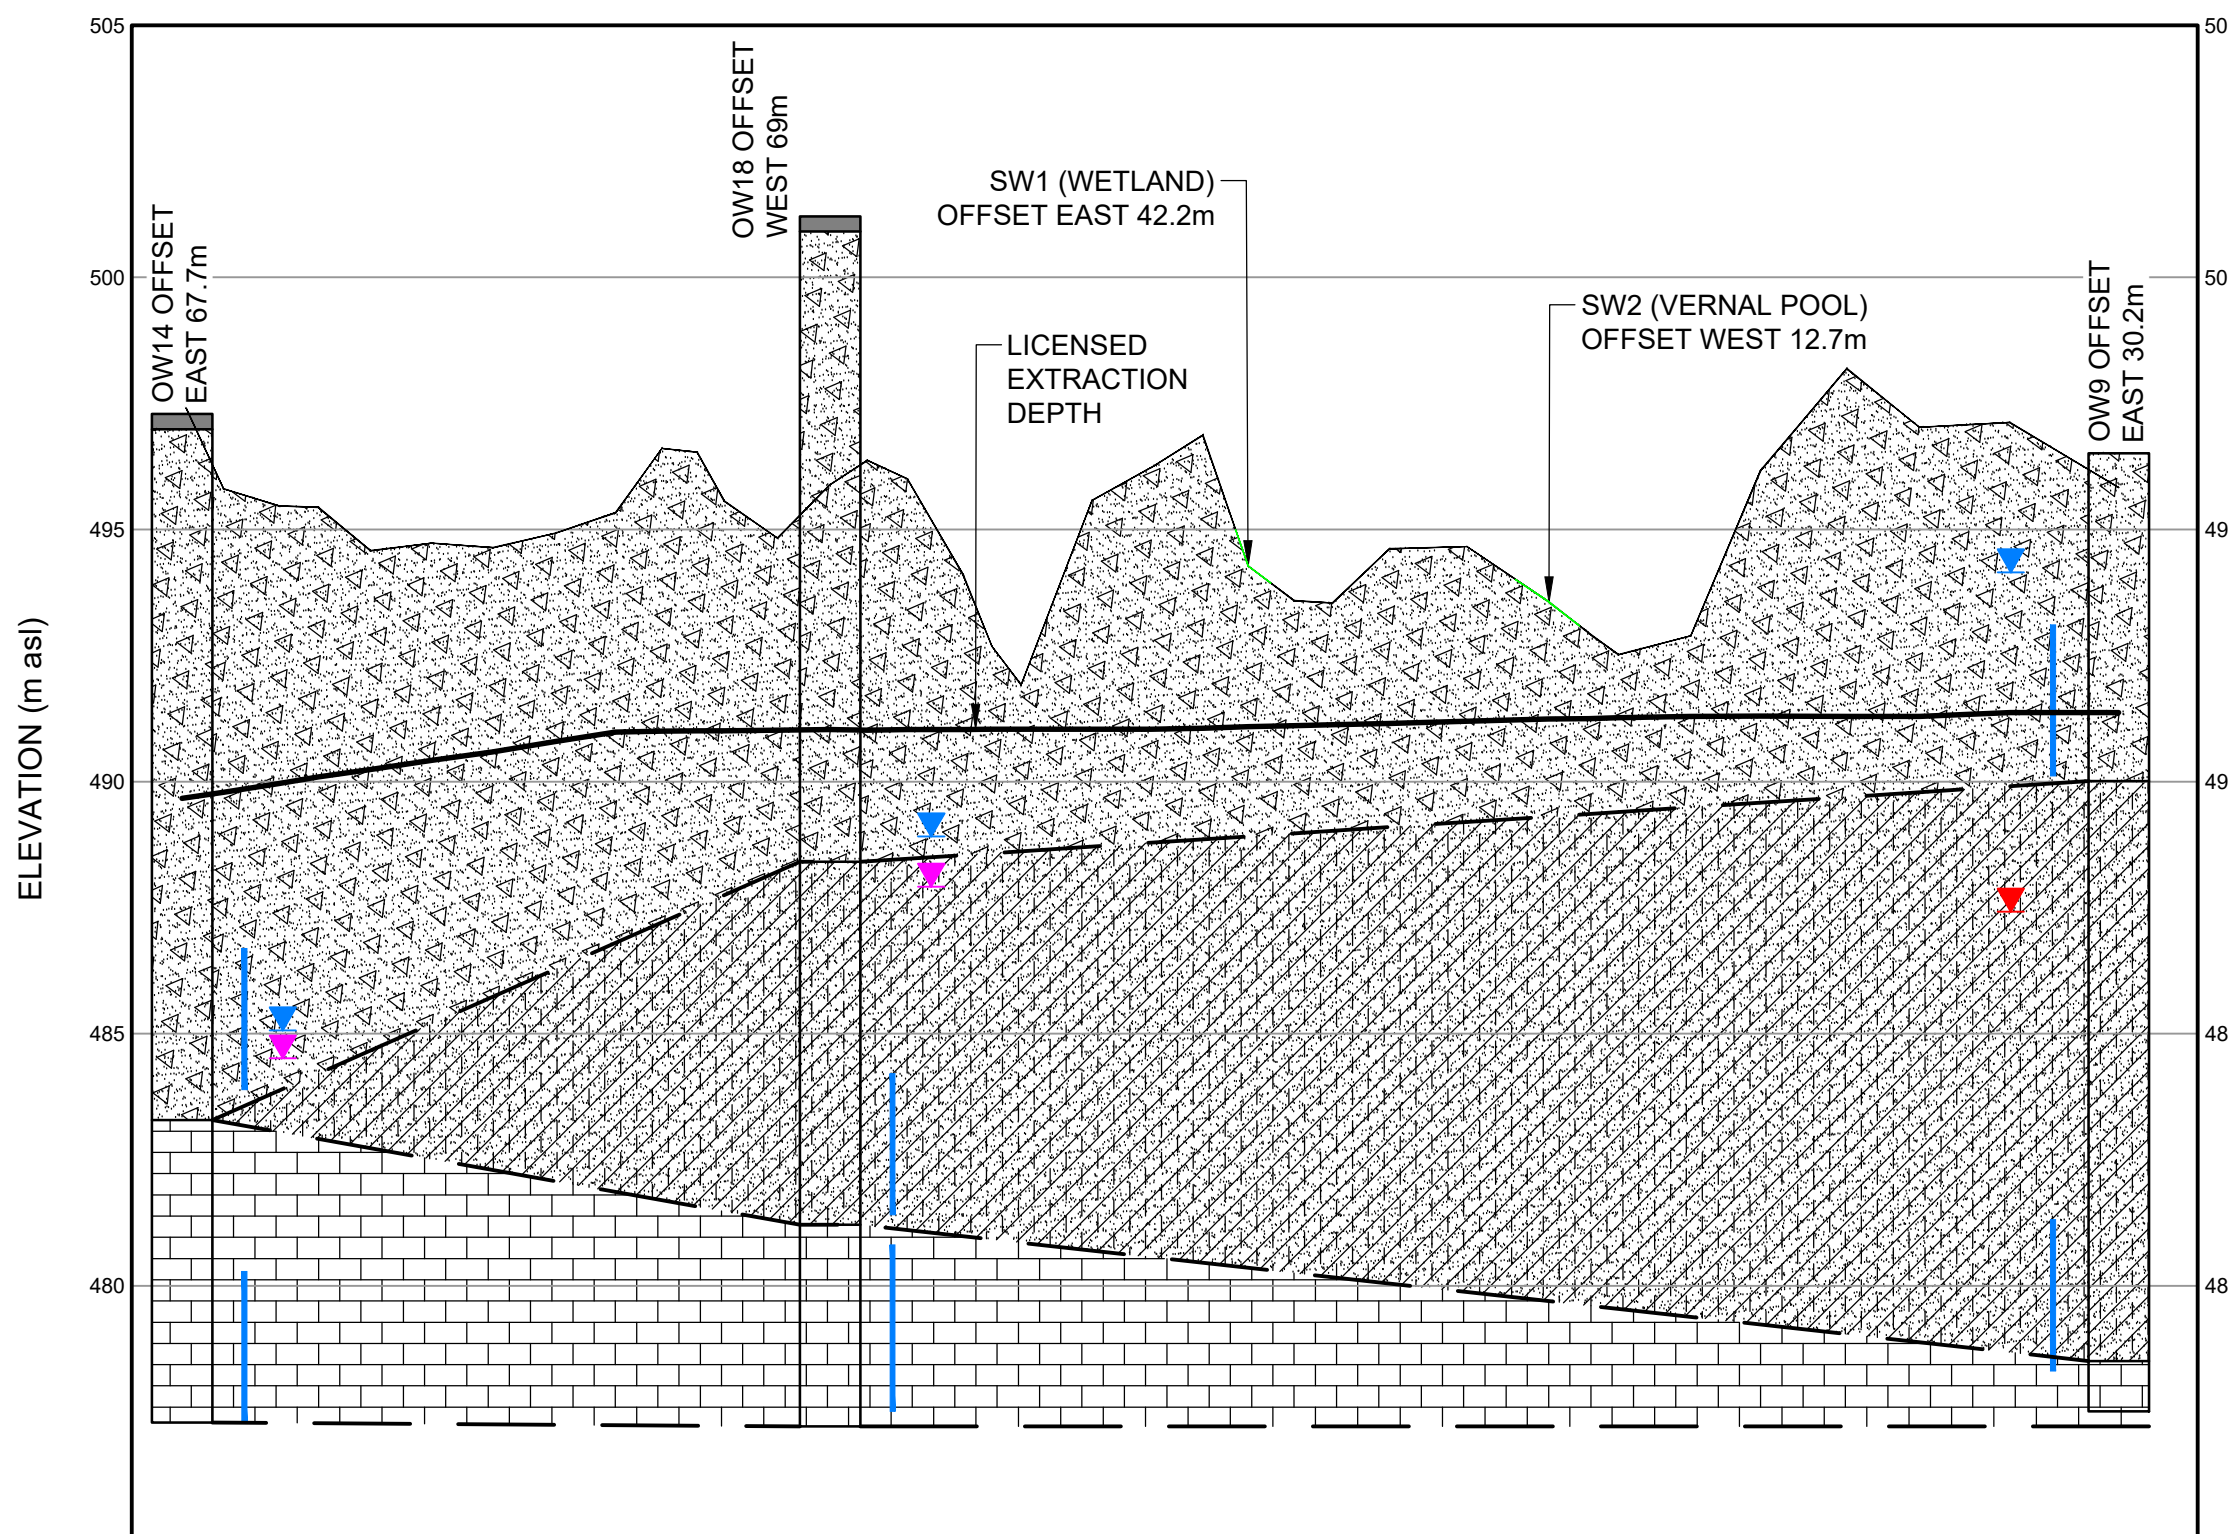 505
50
OW14 OFFSET
EAST 67.7m
OW18 OFFSET
WEST 69m
SW1 (WETLAND)
OFFSET EAST 42.2m
LICENSED
EXTRACTION
DEPTH
SW2 (VERNAL POOL)
OFFSET WEST 12.7m
OW9 OFFSET
EAST 30.2m
500
50
495
49
ELEVATION (m asl)
490
49
485
48
480
48